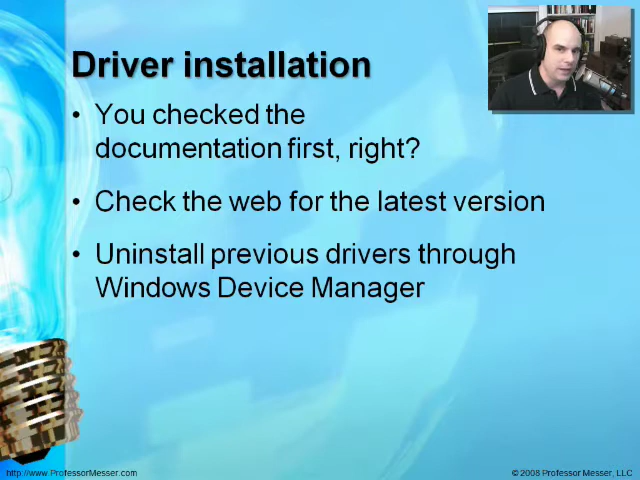 Driver installation
• You checked the
documentation first, right?
• Check the web for the latest version
• Uninstall previous drivers through
Windows Device Manager
http://www.ProfessorMesser.com
© 2008 Professor Messer, LLC